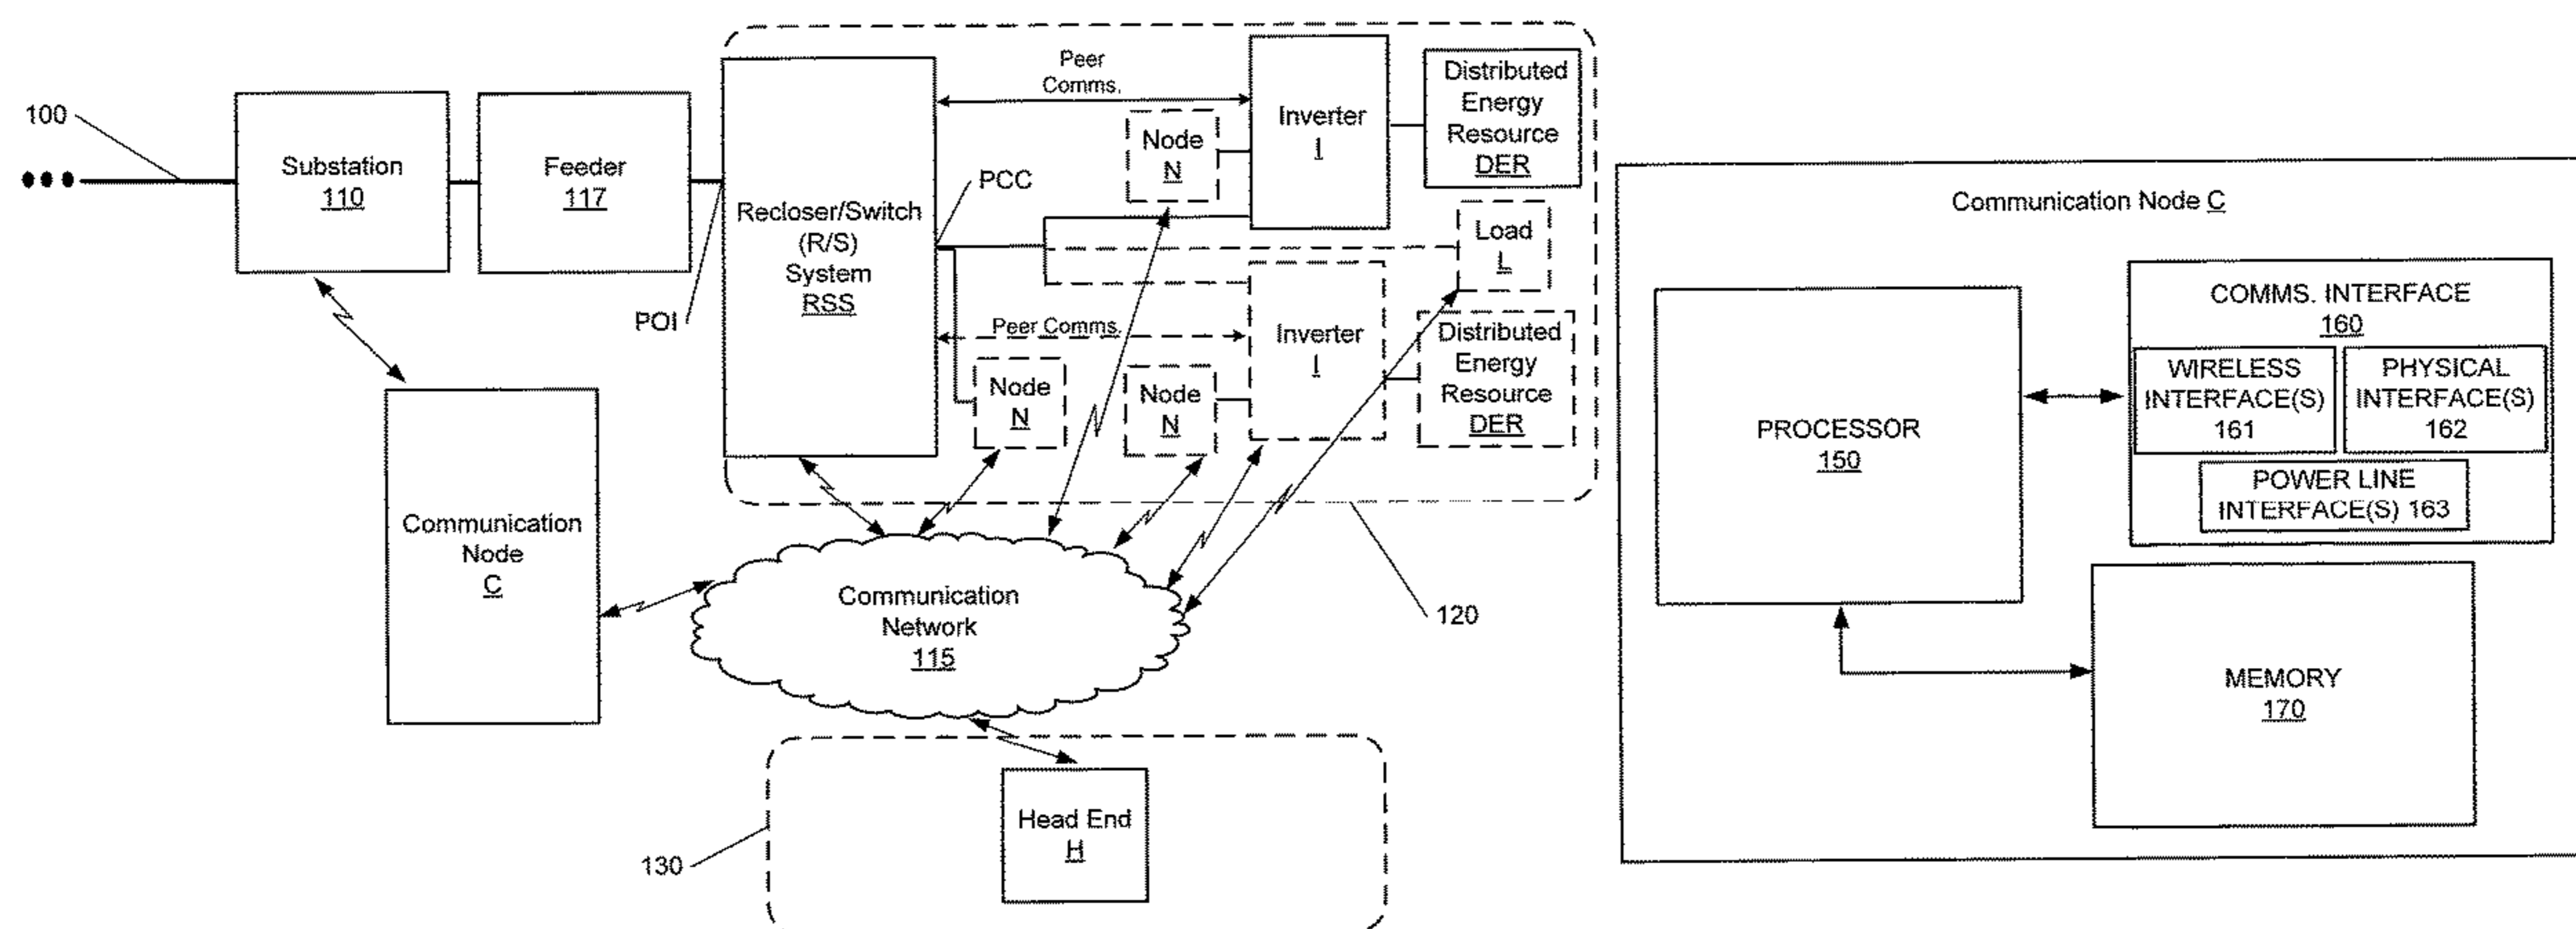 100
Substation
110
Feeder
117
POI
Recloser/Switch
(R/S)
System
RSS
PCC
Peer
Comms.
Node
N
Inverter
I
Distributed
Energy
Resource
DER
Load
L
Peer Comms.
Node
N
Node
N
Inverter
I
Distributed
Energy
Resource
DER
Communication
Node
C
Communication
Network
115
120
130
Head End
H
Communication Node C
PROCESSOR
150
COMMS. INTERFACE
160
WIRELESS
INTERFACE(S)
161
PHYSICAL
INTERFACE(S)
162
POWER LINE
INTERFACE(S) 163
MEMORY
170